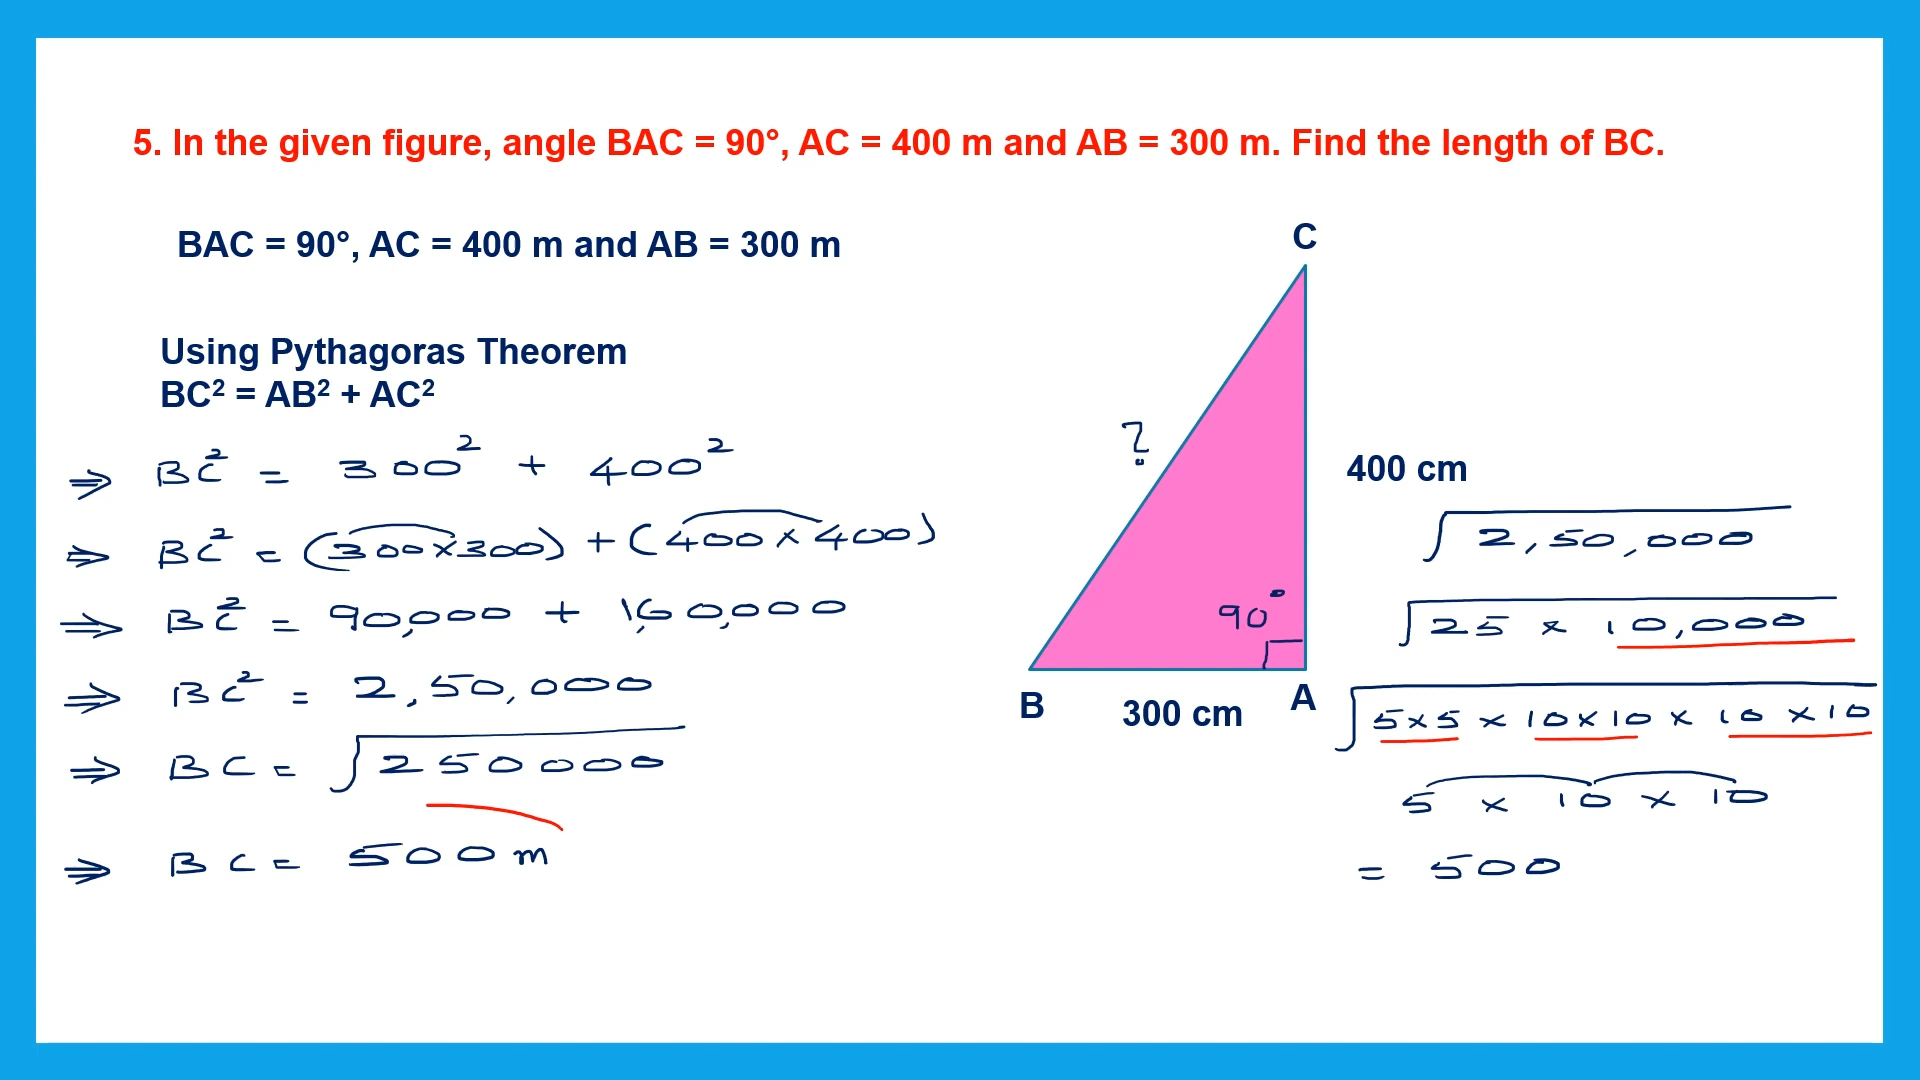 5. In the given figure, angle BAC = 90°, AC = 400 m and AB = 300 m. Find the length of BC.
BAC = 90°, AC = 400 m and AB = 300 m
Using Pythagoras Theorem
BC² = AB² + AC²
⇒ BC² = 300² + 400²
⇒ BC² = (300×300) + (400×400)
⇒ BC² = 90,000 + 1,60,000
⇒ BC² = 2,50,000
⇒ BC = √250000
⇒ BC = 500 m
C
?
400 cm
90°
B
300 cm
A
√2,50,000
√25 × 10,000
√5×5 × 10×10 × 10×10
5 × 10 × 10
= 500